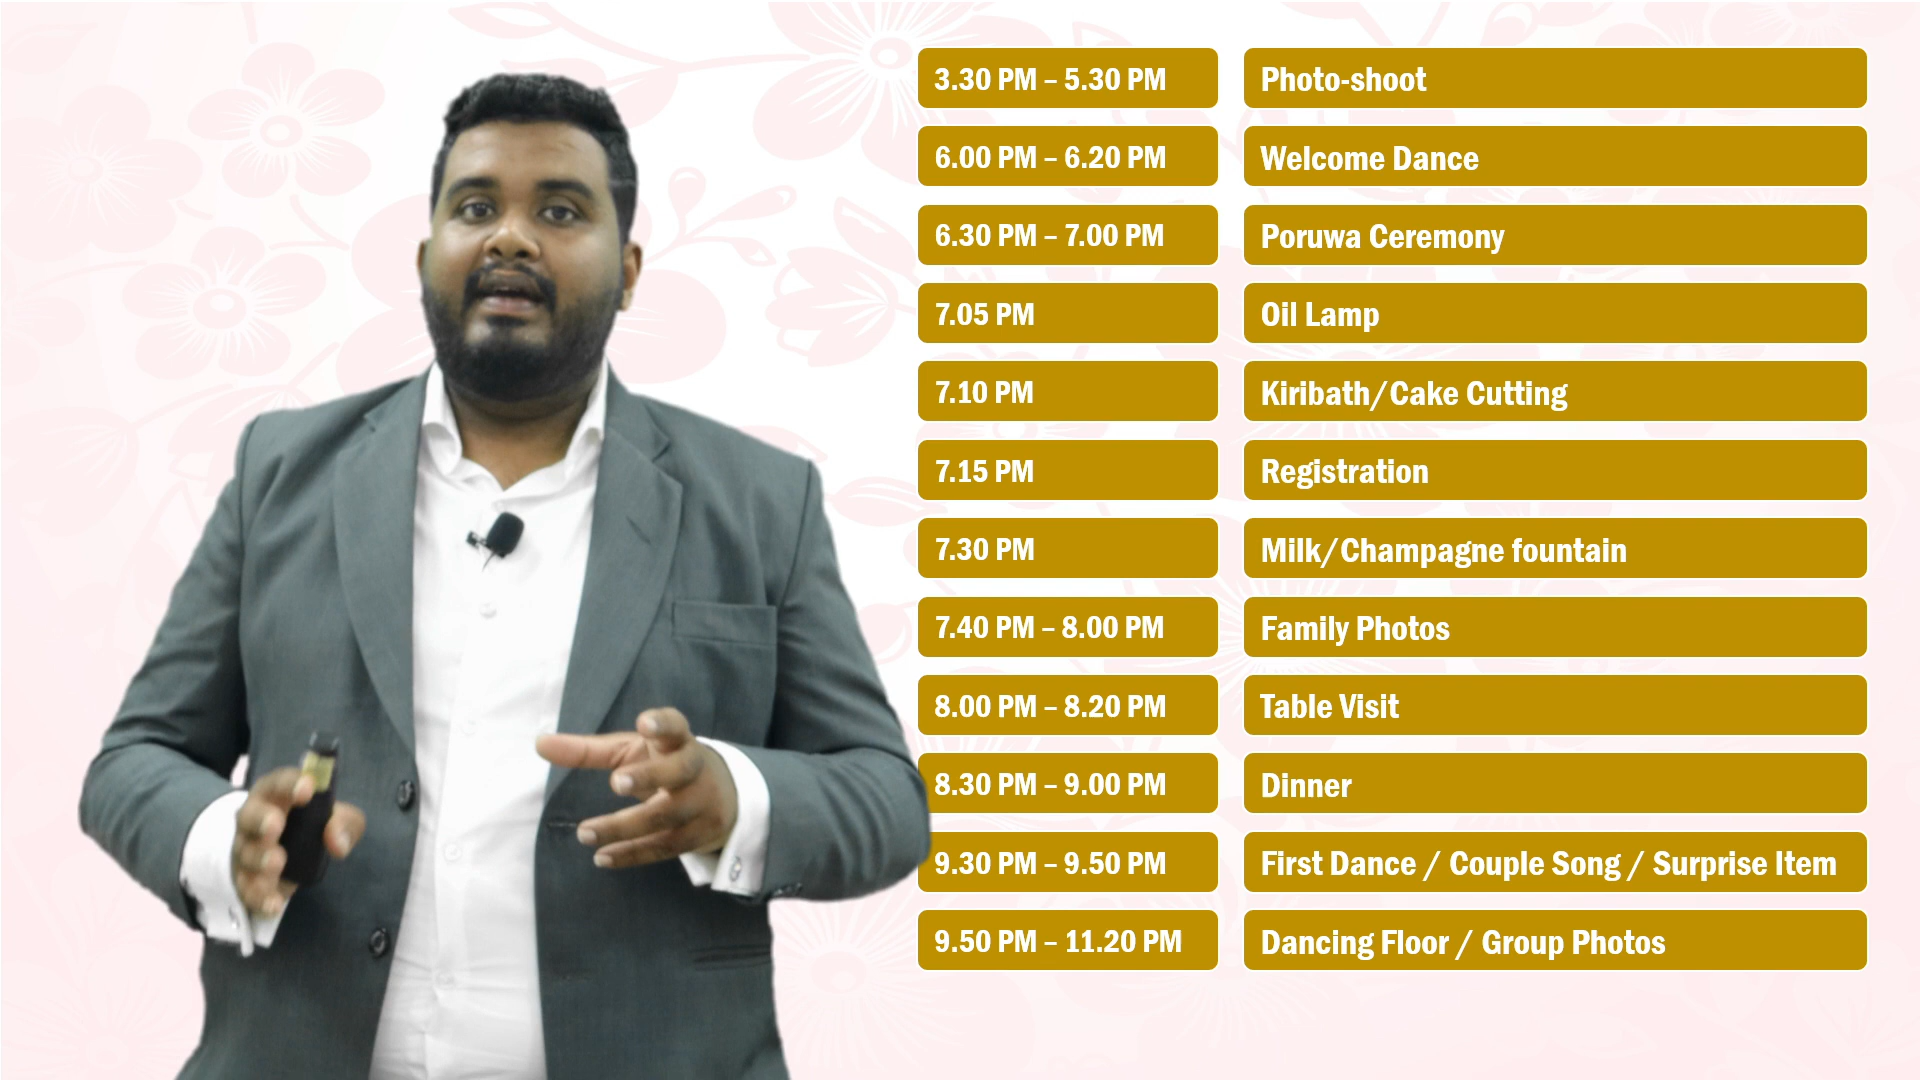 3.30 PM – 5.30 PM Photo-shoot
6.00 PM – 6.20 PM Welcome Dance
6.30 PM – 7.00 PM Poruwa Ceremony
7.05 PM Oil Lamp
7.10 PM Kiribath/Cake Cutting
7.15 PM Registration
7.30 PM Milk/Champagne fountain
7.40 PM – 8.00 PM Family Photos
8.00 PM – 8.20 PM Table Visit
8.30 PM – 9.00 PM Dinner
9.30 PM – 9.50 PM First Dance / Couple Song / Surprise Item
9.50 PM – 11.20 PM Dancing Floor / Group Photos